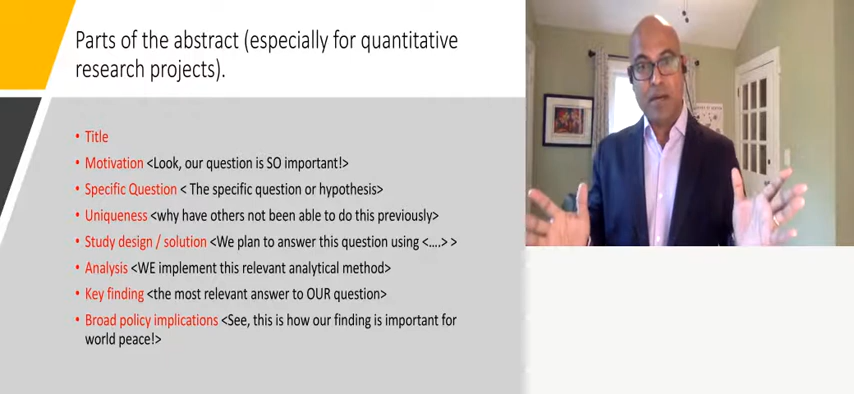 Parts of the abstract (especially for quantitative
research projects).
• Title
• Motivation <Look, our question is SO important!>
• Specific Question < The specific question or hypothesis>
• Uniqueness <why have others not been able to do this previously>
• Study design / solution <We plan to answer this question using <....> >
• Analysis <WE implement this relevant analytical method>
• Key finding <the most relevant answer to OUR question>
• Broad policy implications <See, this is how our finding is important for
world peace!>